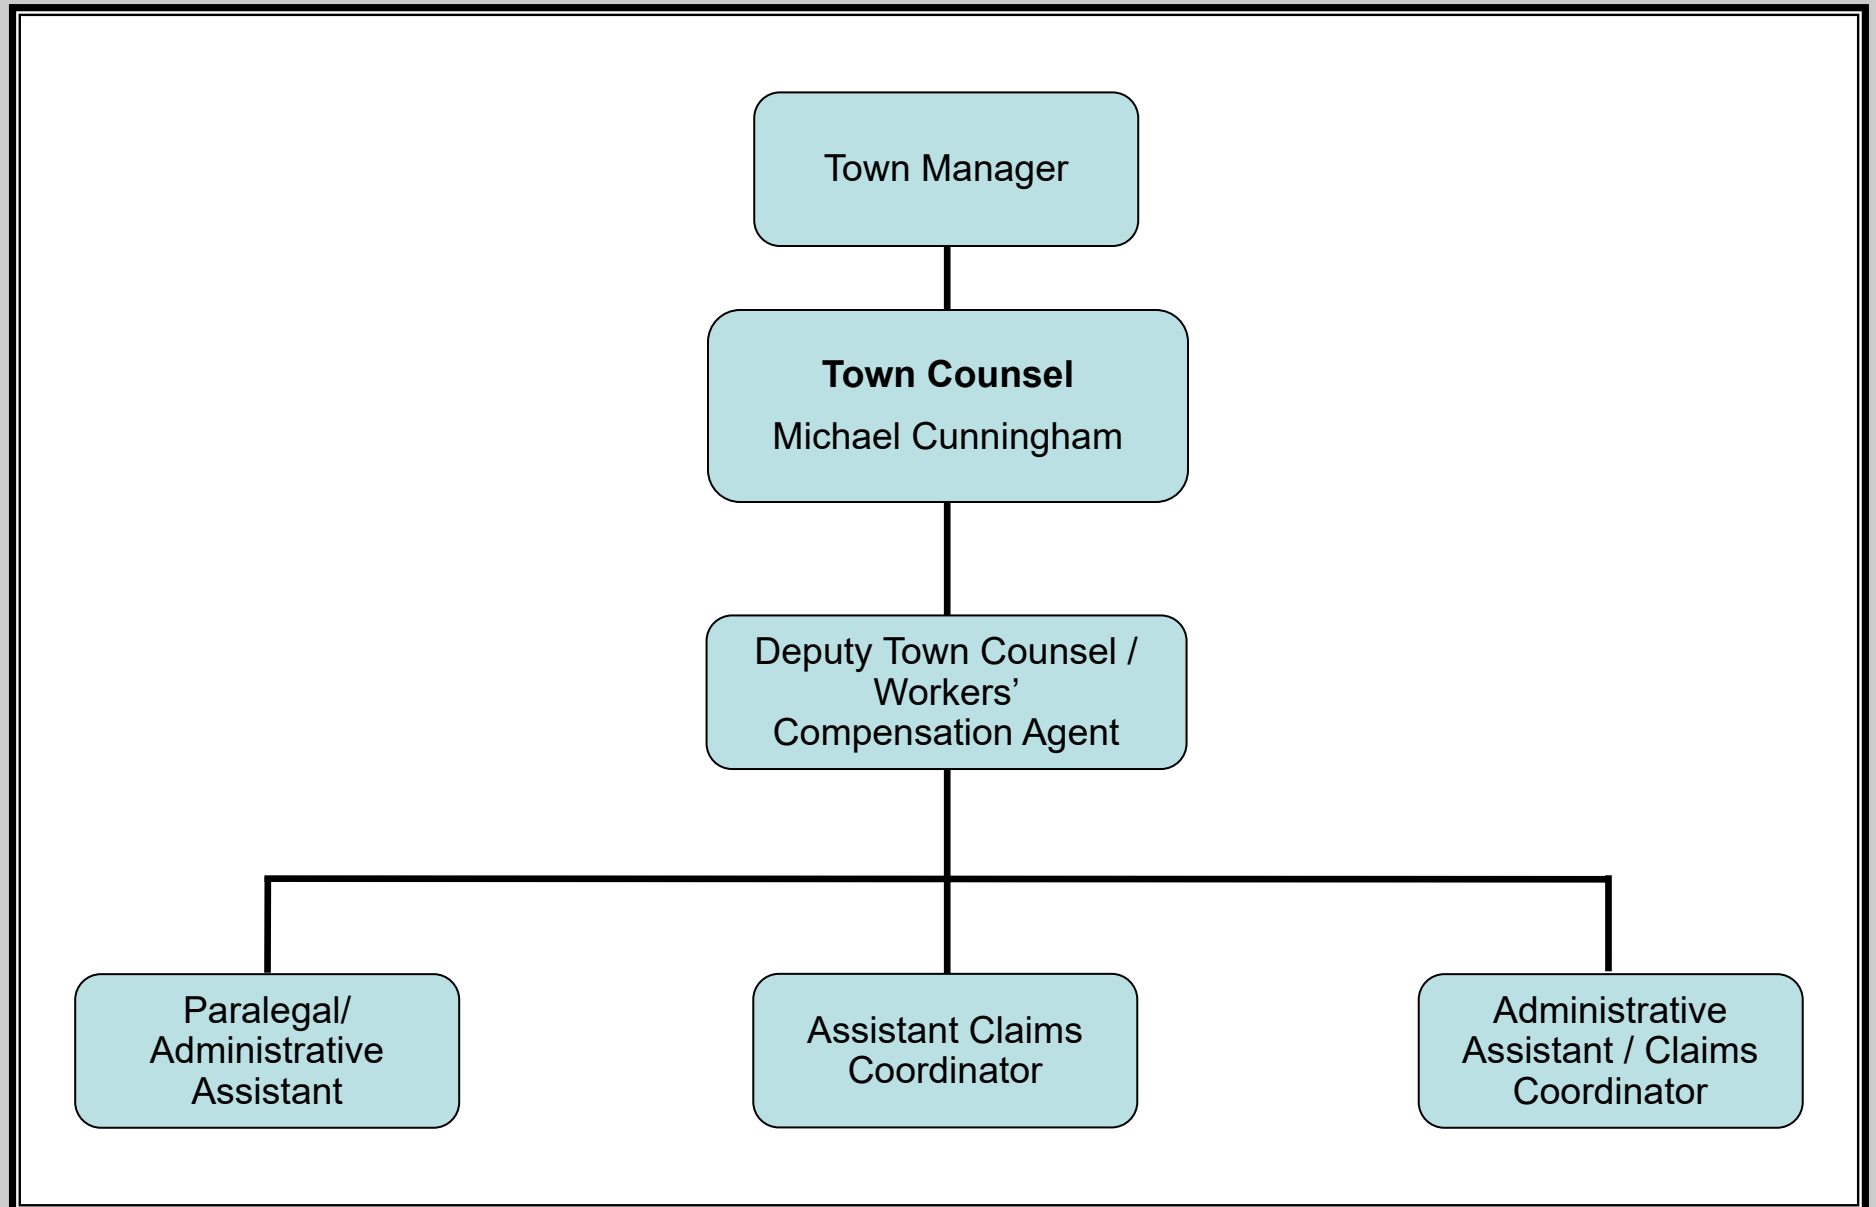 Town Manager
Town Counsel
Michael Cunningham
Deputy Town Counsel /
Workers’
Compensation Agent
Paralegal/
Administrative
Assistant
Assistant Claims
Coordinator
Administrative
Assistant / Claims
Coordinator